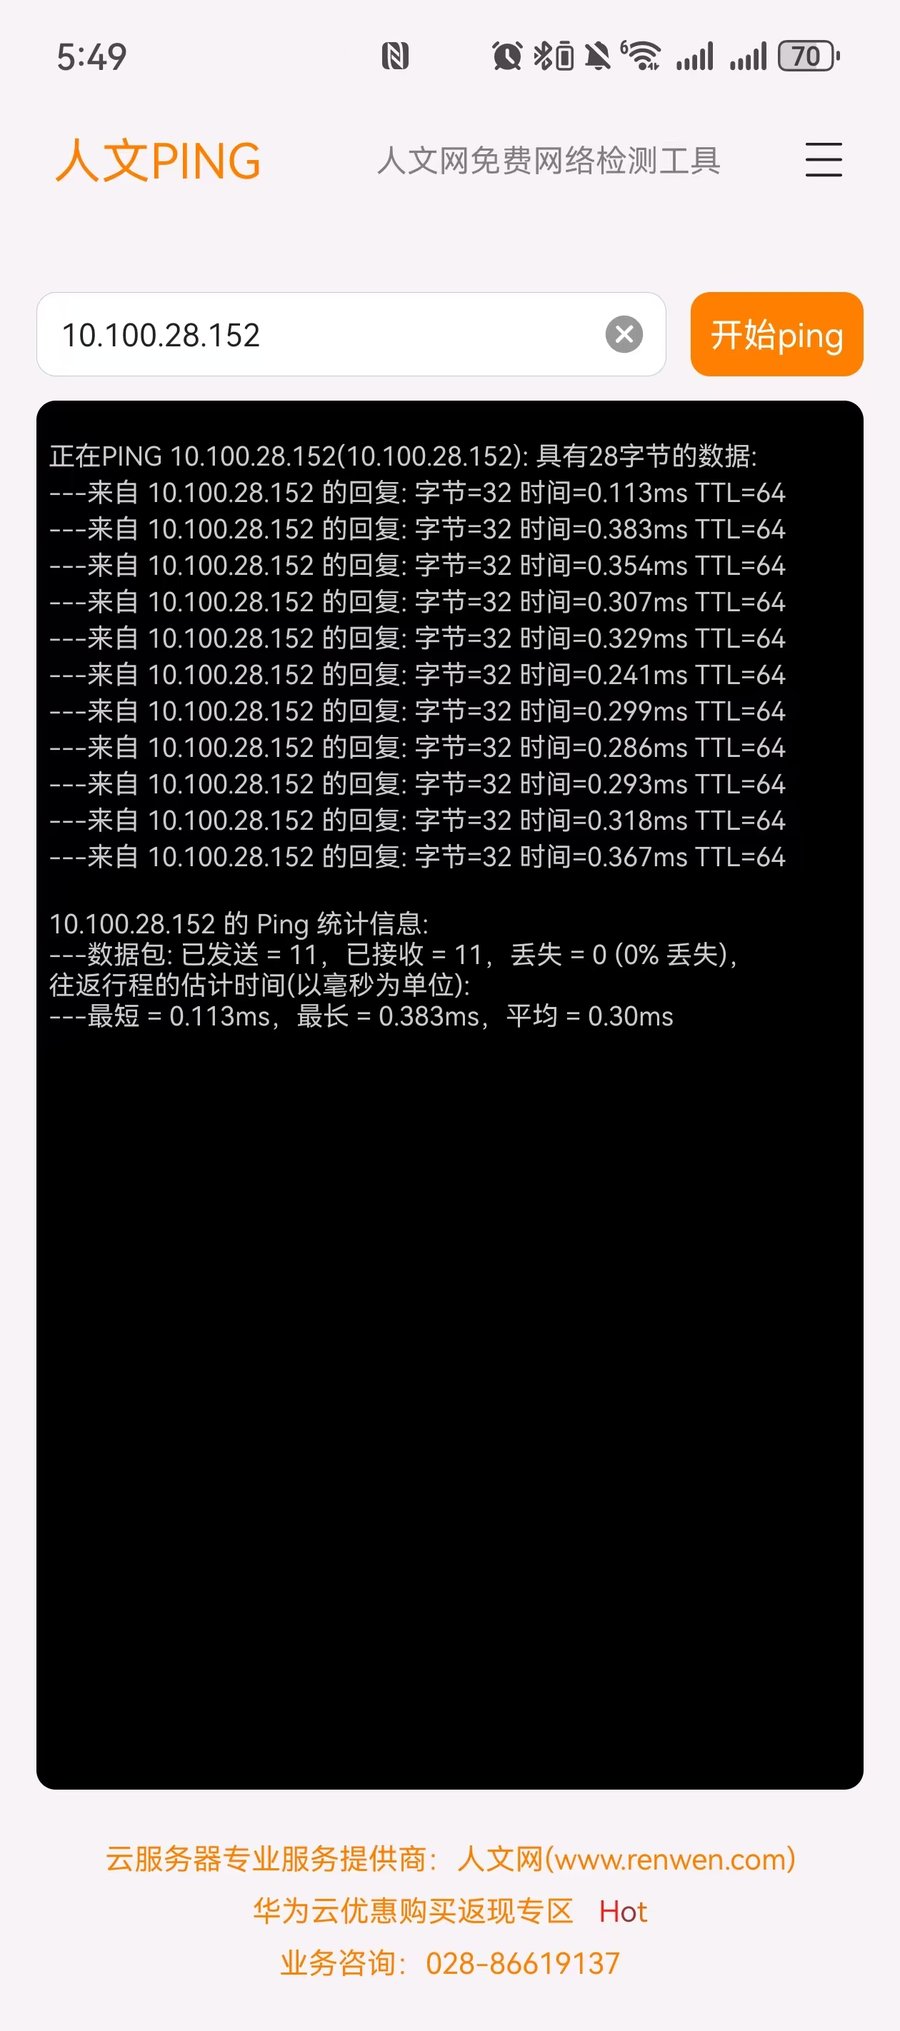 5:49
6
70
人文PING 人文网免费网络检测工具
10.100.28.152 开始ping
正在PING 10.100.28.152(10.100.28.152): 具有28字节的数据:
---来自 10.100.28.152 的回复: 字节=32 时间=0.113ms TTL=64
---来自 10.100.28.152 的回复: 字节=32 时间=0.383ms TTL=64
---来自 10.100.28.152 的回复: 字节=32 时间=0.354ms TTL=64
---来自 10.100.28.152 的回复: 字节=32 时间=0.307ms TTL=64
---来自 10.100.28.152 的回复: 字节=32 时间=0.329ms TTL=64
---来自 10.100.28.152 的回复: 字节=32 时间=0.241ms TTL=64
---来自 10.100.28.152 的回复: 字节=32 时间=0.299ms TTL=64
---来自 10.100.28.152 的回复: 字节=32 时间=0.286ms TTL=64
---来自 10.100.28.152 的回复: 字节=32 时间=0.293ms TTL=64
---来自 10.100.28.152 的回复: 字节=32 时间=0.318ms TTL=64
---来自 10.100.28.152 的回复: 字节=32 时间=0.367ms TTL=64
10.100.28.152 的 Ping 统计信息:
---数据包: 已发送 = 11，已接收 = 11，丢失 = 0 (0% 丢失)，
往返行程的估计时间(以毫秒为单位):
---最短 = 0.113ms，最长 = 0.383ms，平均 = 0.30ms
云服务器专业服务提供商：人文网(www.renwen.com)
华为云优惠购买返现专区 Hot
业务咨询：028-86619137